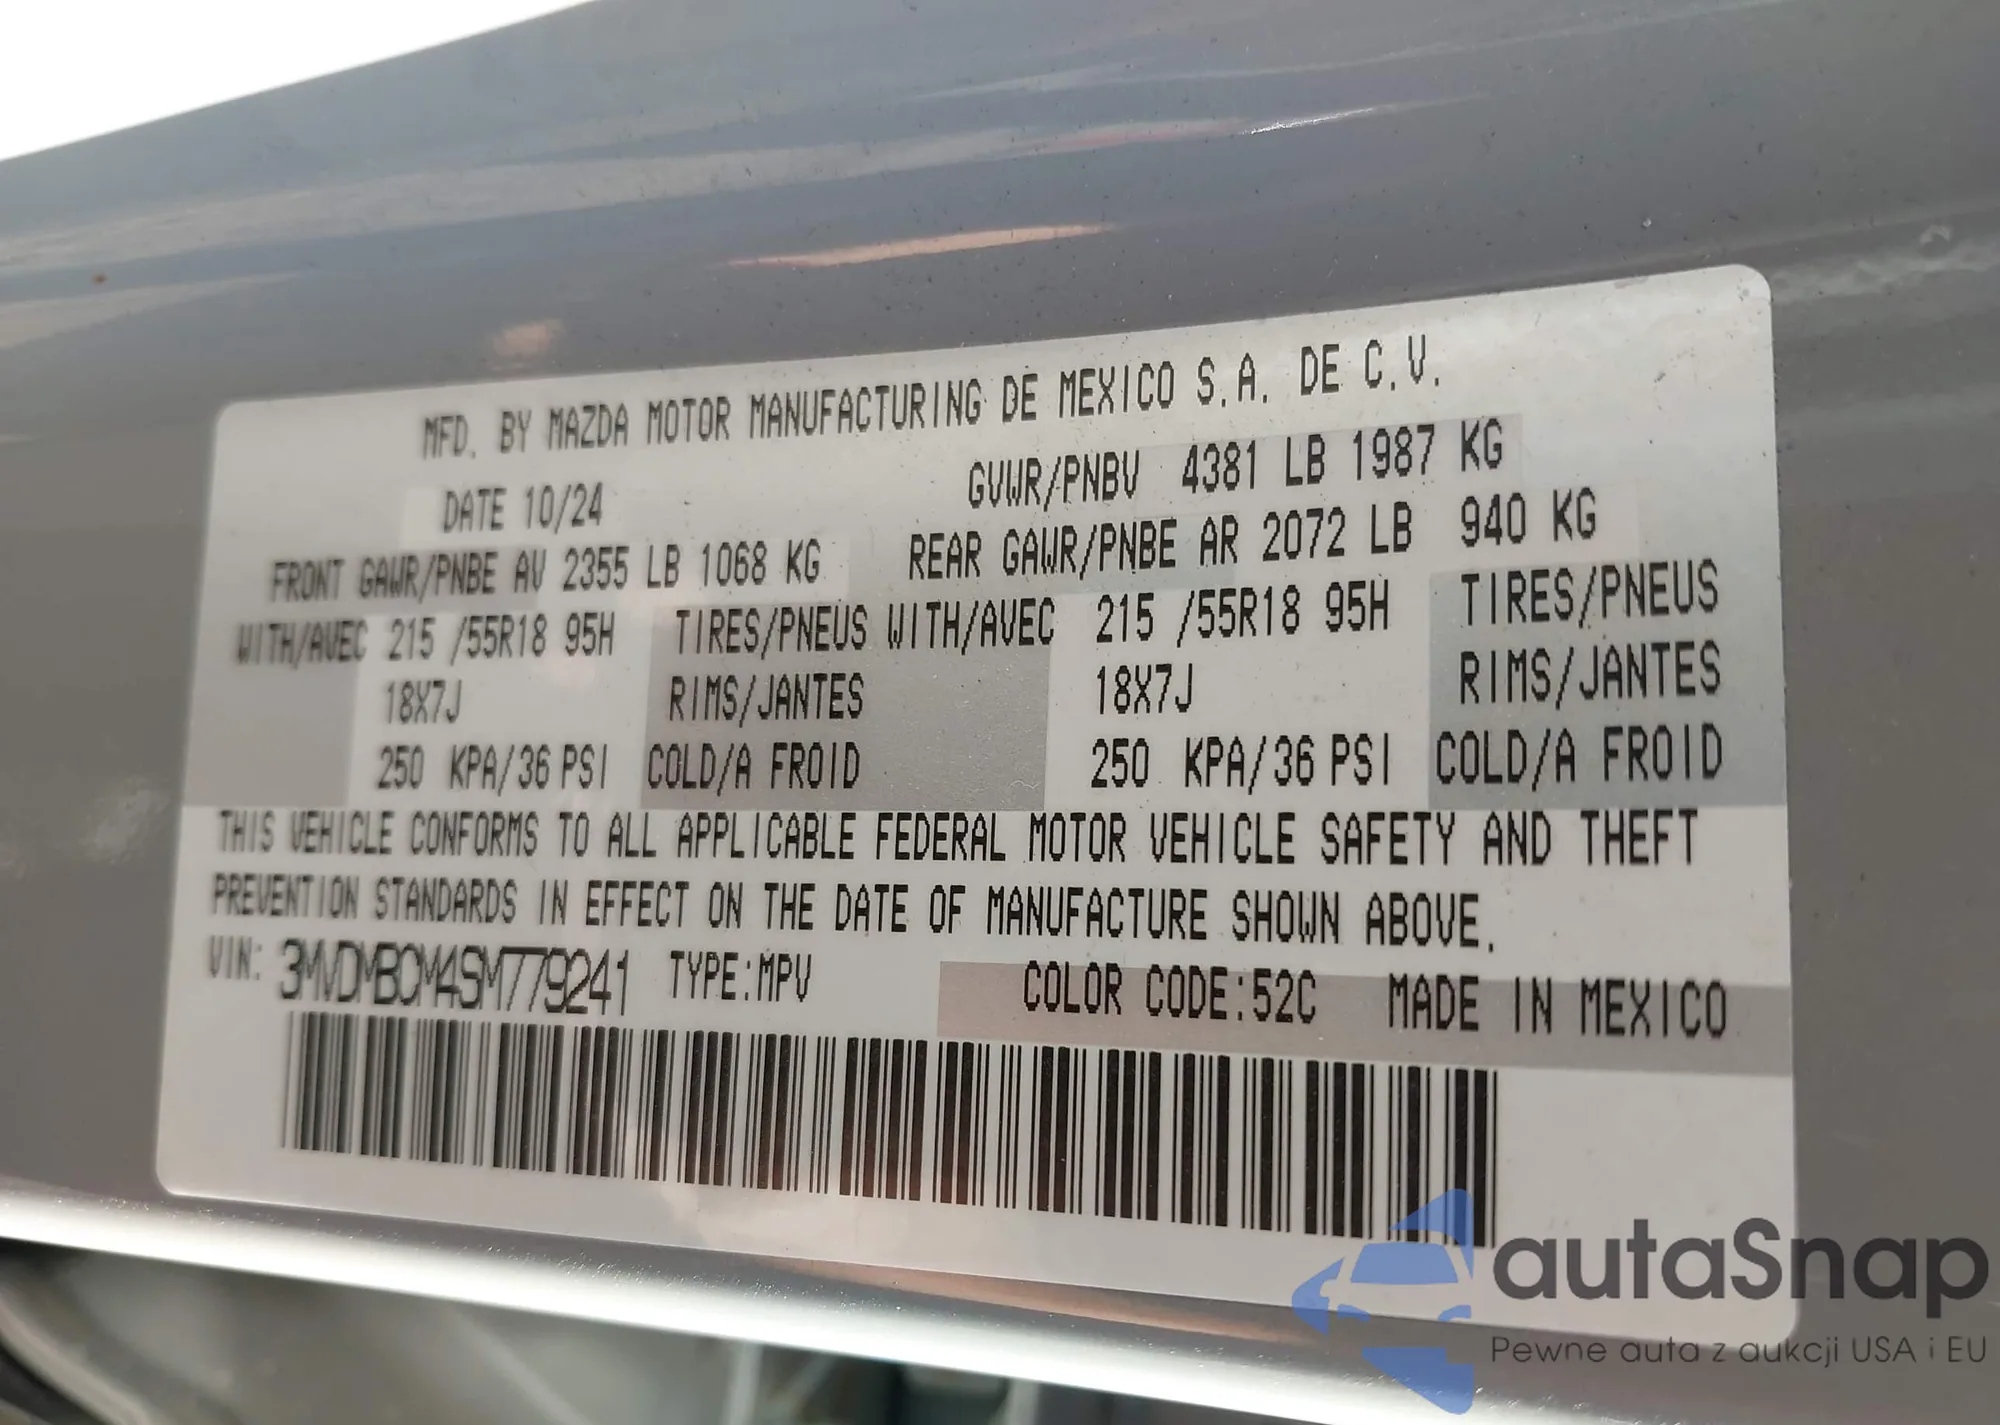 MFD. BY MAZDA MOTOR MANUFACTURING DE MEXICO S.A. DE C.V.
DATE 10/24 GVWR/PNBV 4381 LB 1987 KG
FRONT GAWR/PNBE AV 2355 LB 1068 KG REAR GAWR/PNBE AR 2072 LB 940 KG
WITH/AVEC 215 /55R18 95H TIRES/PNEUS WITH/AVEC 215 /55R18 95H TIRES/PNEUS
18X7J RIMS/JANTES 18X7J RIMS/JANTES
250 KPA/36 PSI COLD/A FROID 250 KPA/36 PSI COLD/A FROID
THIS VEHICLE CONFORMS TO ALL APPLICABLE FEDERAL MOTOR VEHICLE SAFETY AND THEFT
PREVENTION STANDARDS IN EFFECT ON THE DATE OF MANUFACTURE SHOWN ABOVE.
VIN: 3MVDMBCM4SM779241 TYPE:MPV COLOR CODE:52C MADE IN MEXICO
autaSnap
Pewne auta z aukcji USA i EU